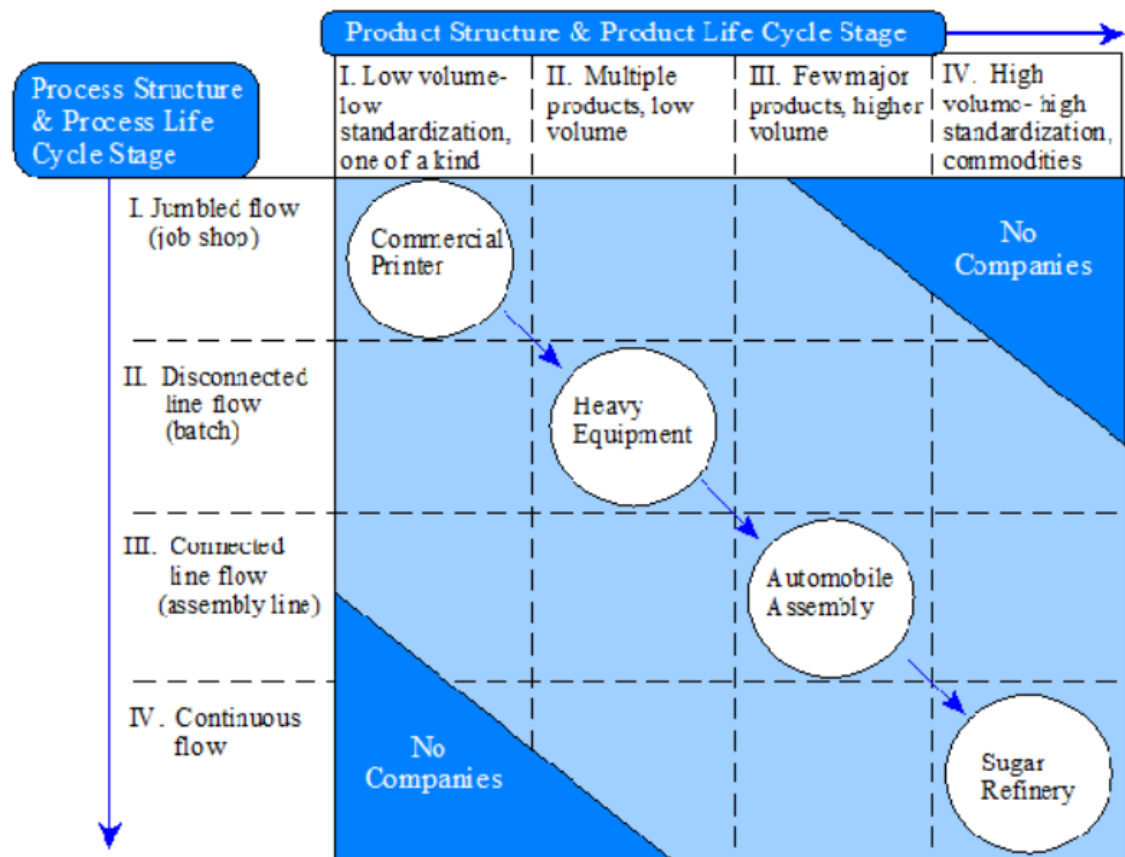 Product Structure & Product Life Cycle Stage
Process Structure
& Process Life
Cycle Stage
I. Low volume-
low
standardization,
one of a kind
II. Multiple
products, low
volume
III. Few major
products, higher
volume
IV. High
volume- high
standardization,
commodities
I. Jumbled flow
(job shop)
Commercial
Printer
No
Companies
II. Disconnected
line flow
(batch)
Heavy
Equipment
III. Connected
line flow
(assembly line)
Automobile
Assembly
IV. Continuous
flow
No
Companies
Sugar
Refinery